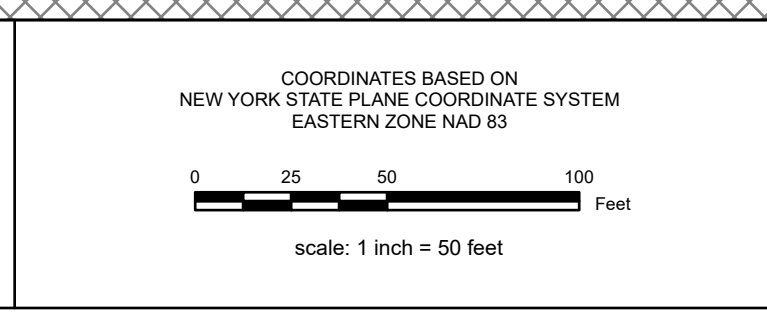 COORDINATES BASED ON
NEW YORK STATE PLANE COORDINATE SYSTEM
EASTERN ZONE NAD 83
0 25 50 100
Feet
scale: 1 inch = 50 feet